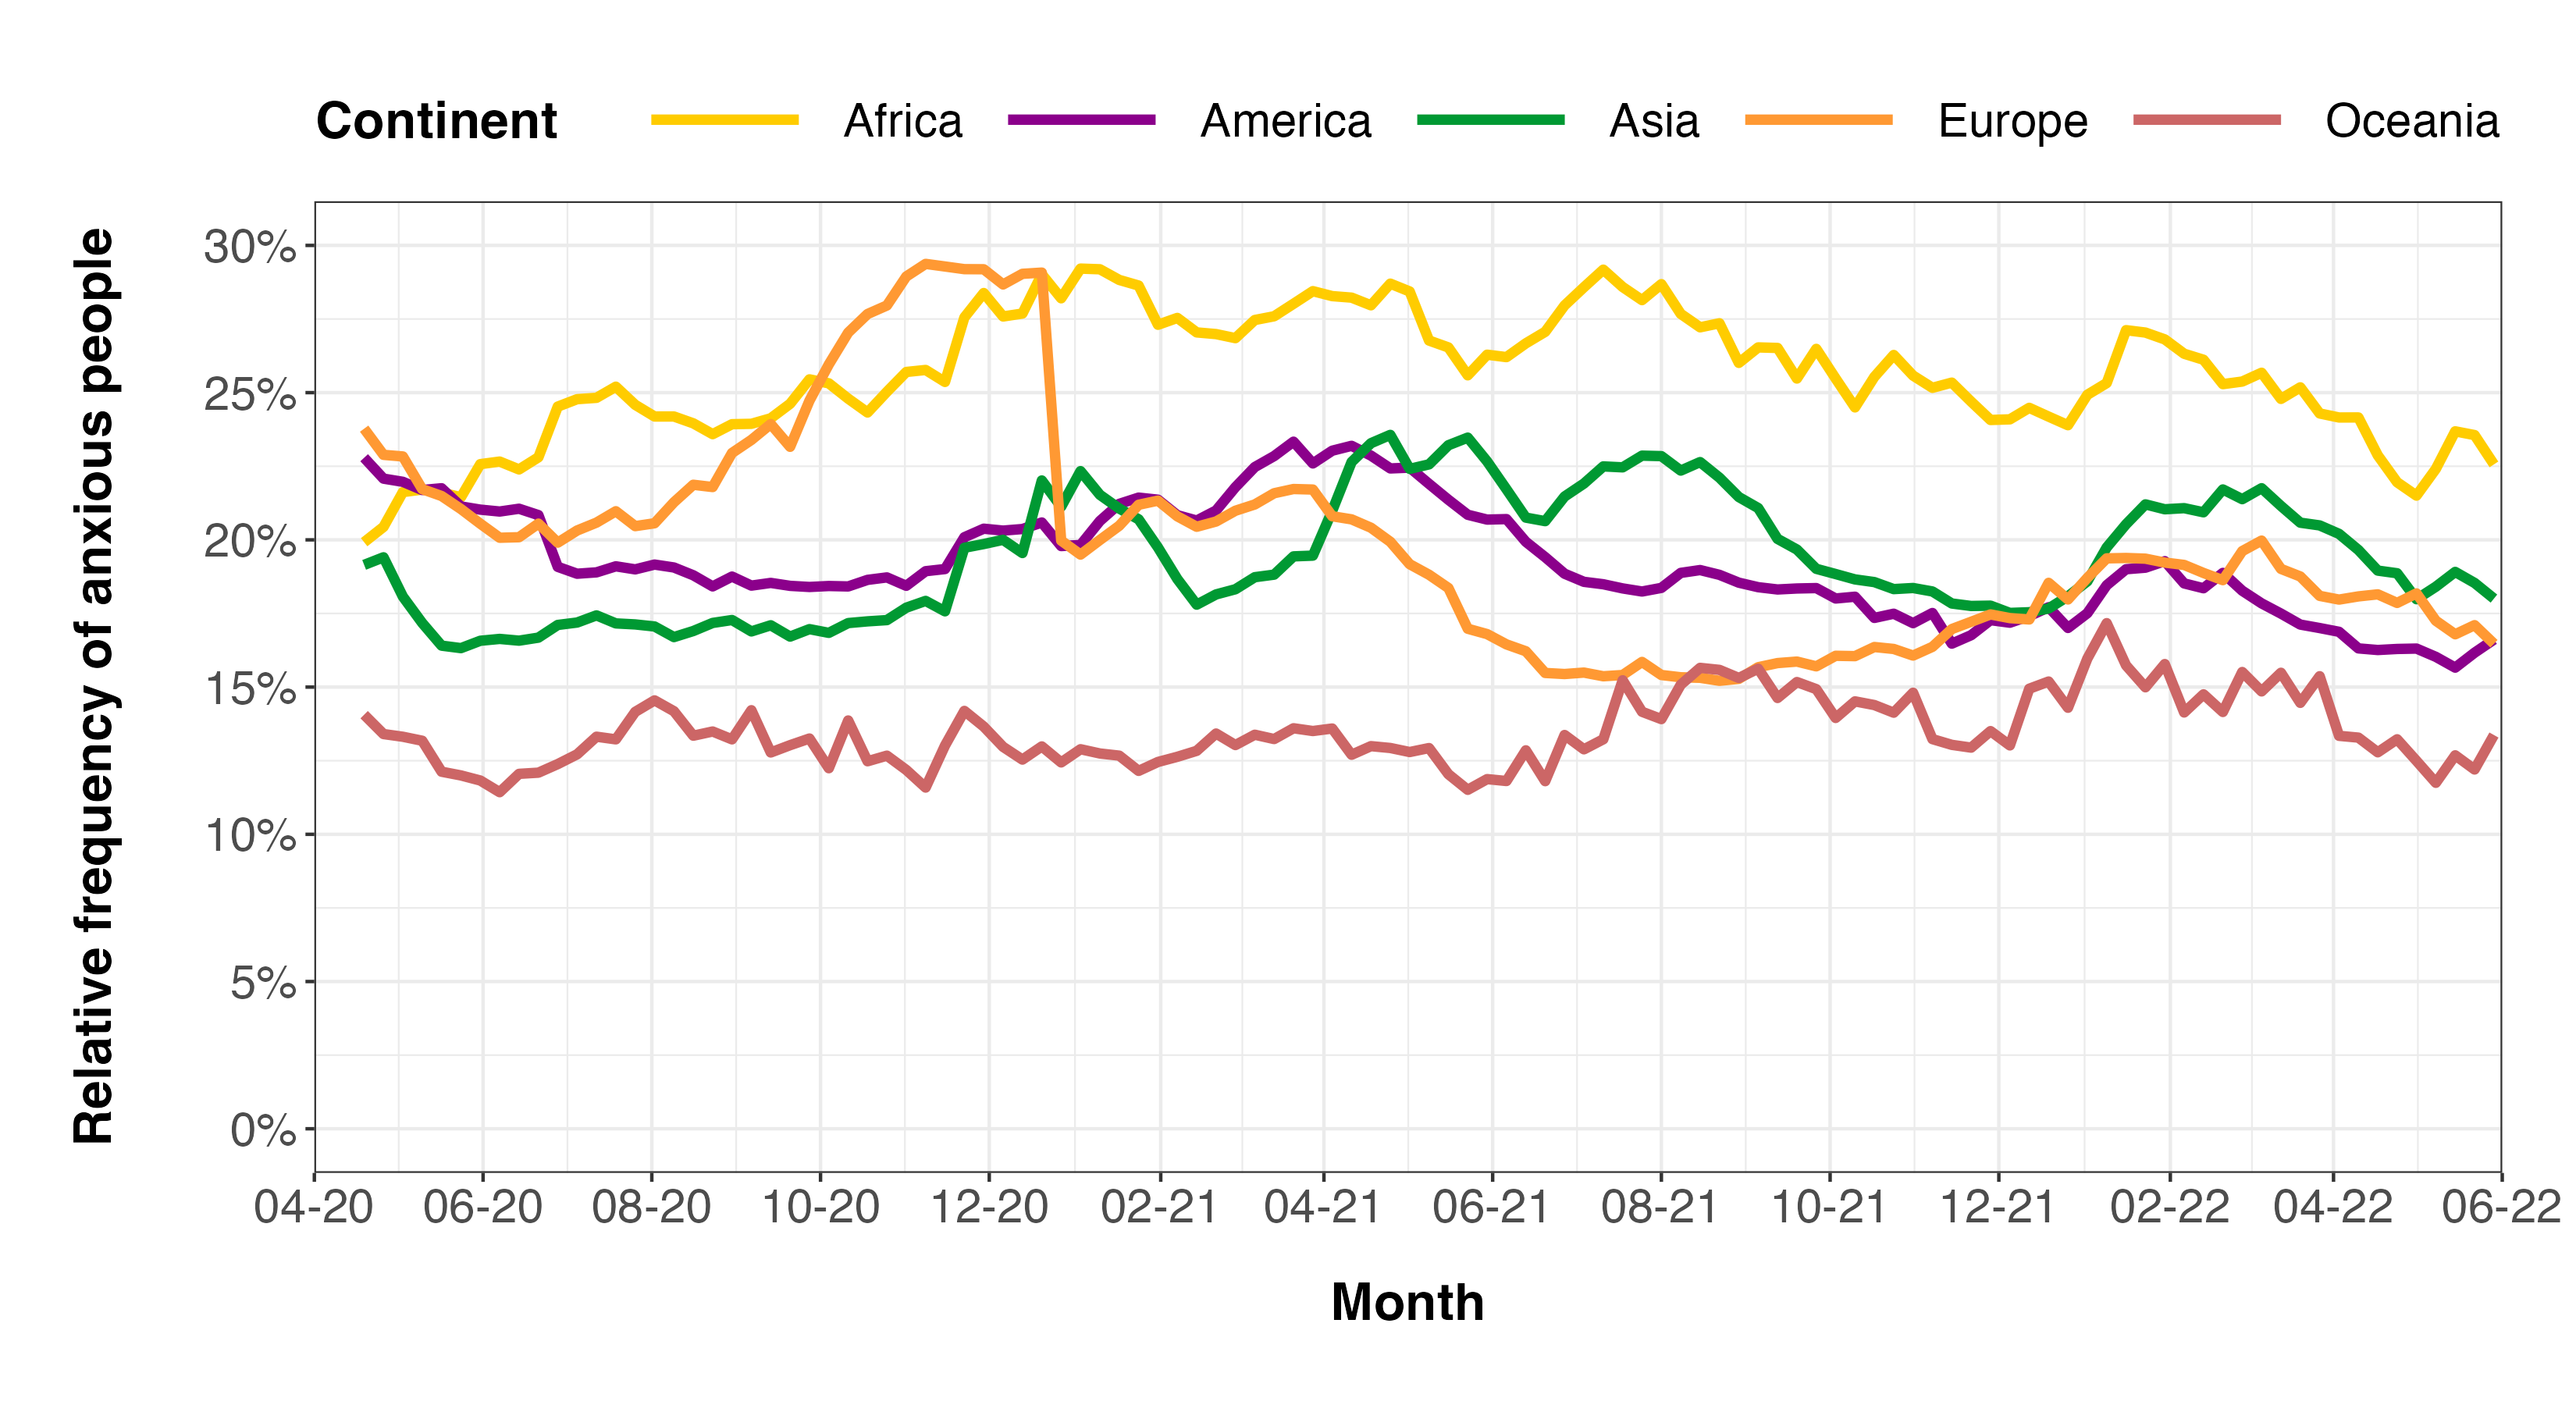 Continent Africa America Asia Europe Oceania
Relative frequency of anxious people
30%
25%
20%
15%
10%
5%
0%
04-20 06-20 08-20 10-20 12-20 02-21 04-21 06-21 08-21 10-21 12-21 02-22 04-22 06-22
Month